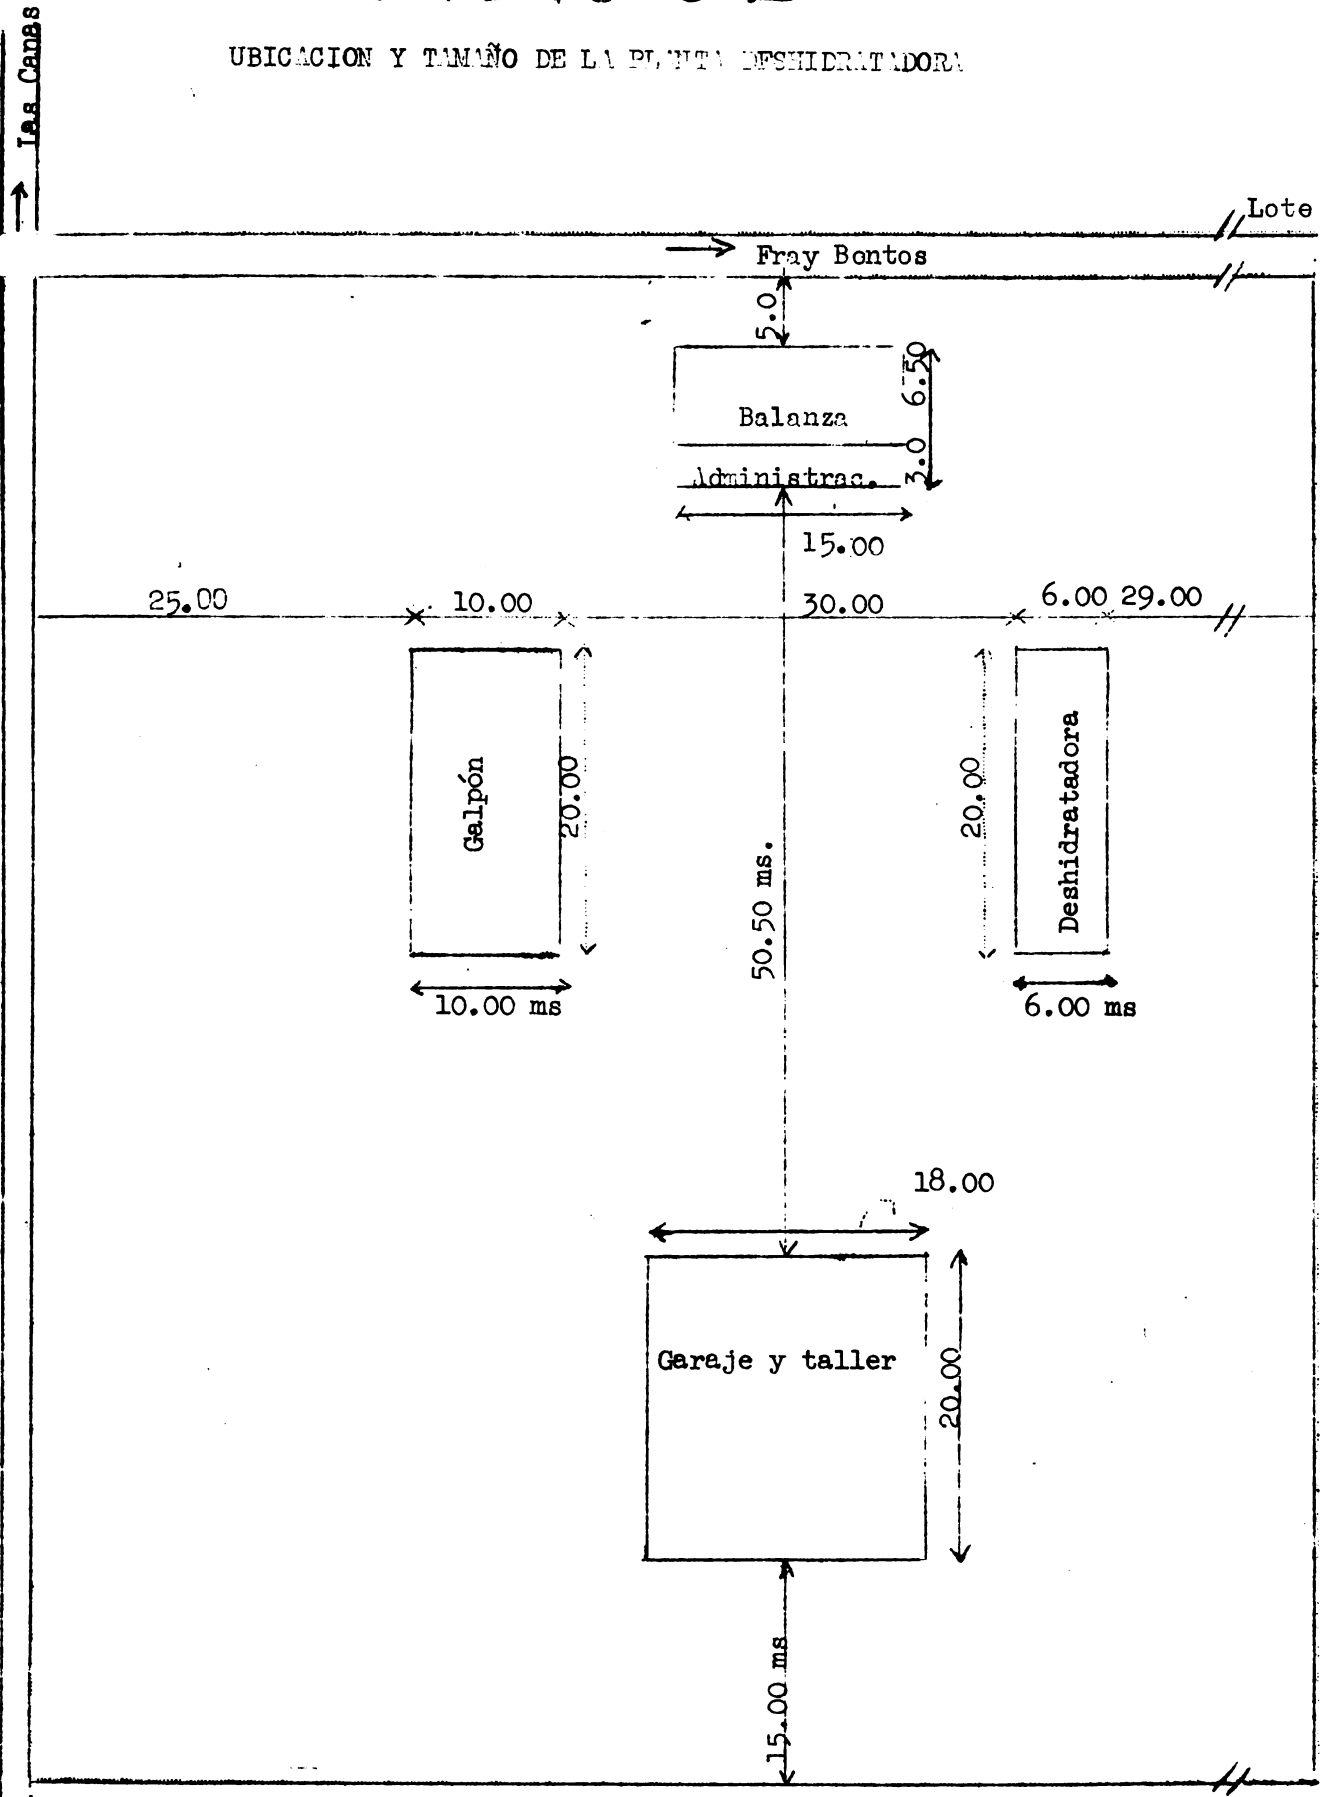 Las Canas
UBICACION Y TAMAÑO DE LA PLANTA DESHIDRATADORA
Lote
Fray Bontos
5.0
6.50
Balanza
3.0
Administrac.
15.00
25.00
10.00
30.00
6.00 29.00
Galpón
20.00
20.00
Deshidratadora
50.50 ms.
10.00 ms
6.00 ms
18.00
Garaje y taller
20.00
15.00 ms